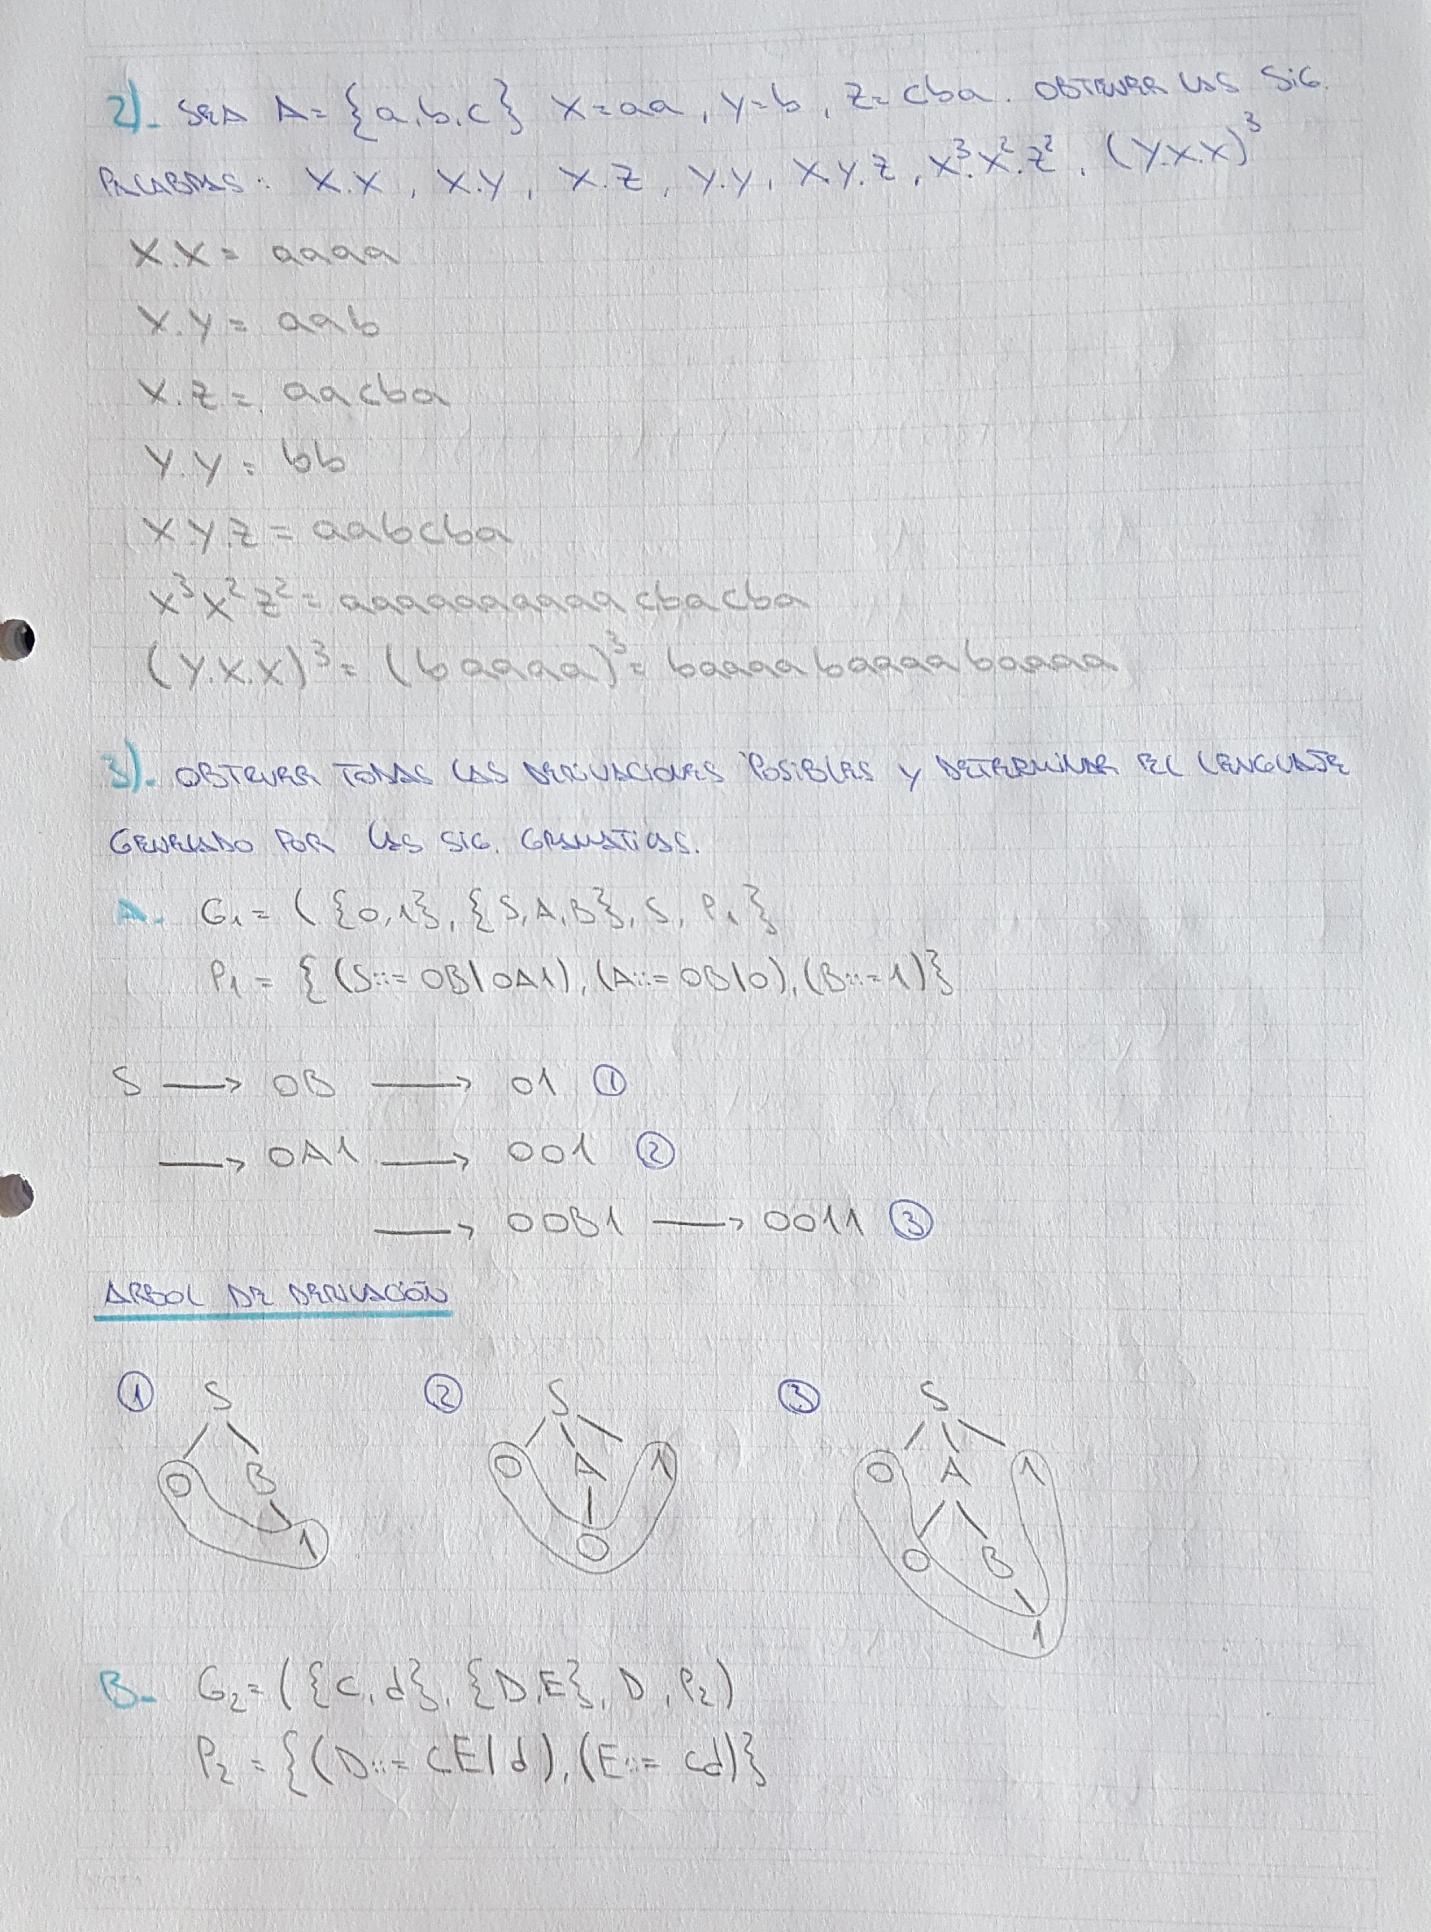 2). SEA A = {a,b,c} X=aa, Y=b, Z=cba. OBTENER LAS SIG.
PALABRAS: X.X, X.Y, X.Z, Y.Y, X.Y.Z, X³.X².Z², (Y.X.X)³
X.X = aaaa
X.Y = aab
X.Z = aacba
Y.Y = bb
X.Y.Z = aabcba
X³X²Z² = aaaaaaaaaa cbacba
(Y.X.X)³ = (baaaa)³ = baaaabaaaabaaaa
3). OBTENER TODAS LAS DERIVACIONES POSIBLES Y DETERMINAR EL LENGUAJE
GENERADO POR LAS SIG. GRAMATICAS.
A. G₁ = ({0,1}, {S,A,B}, S, P₁}
P₁ = {(S::= 0B|0A1), (A::= 0B|0), (B::= 1)}
S → 0B → 01 ①
→ 0A1 → 001 ②
→ 00B1 → 0011 ③
ARBOL DE DERIVACIÓN
① S ② S ③ S
0 B 0 A 1 0 A 1
1 0 0 B
1
B. G₂ = ({c,d}, {D,E}, D, P₂)
P₂ = {(D::= cE|d), (E::= cd)}